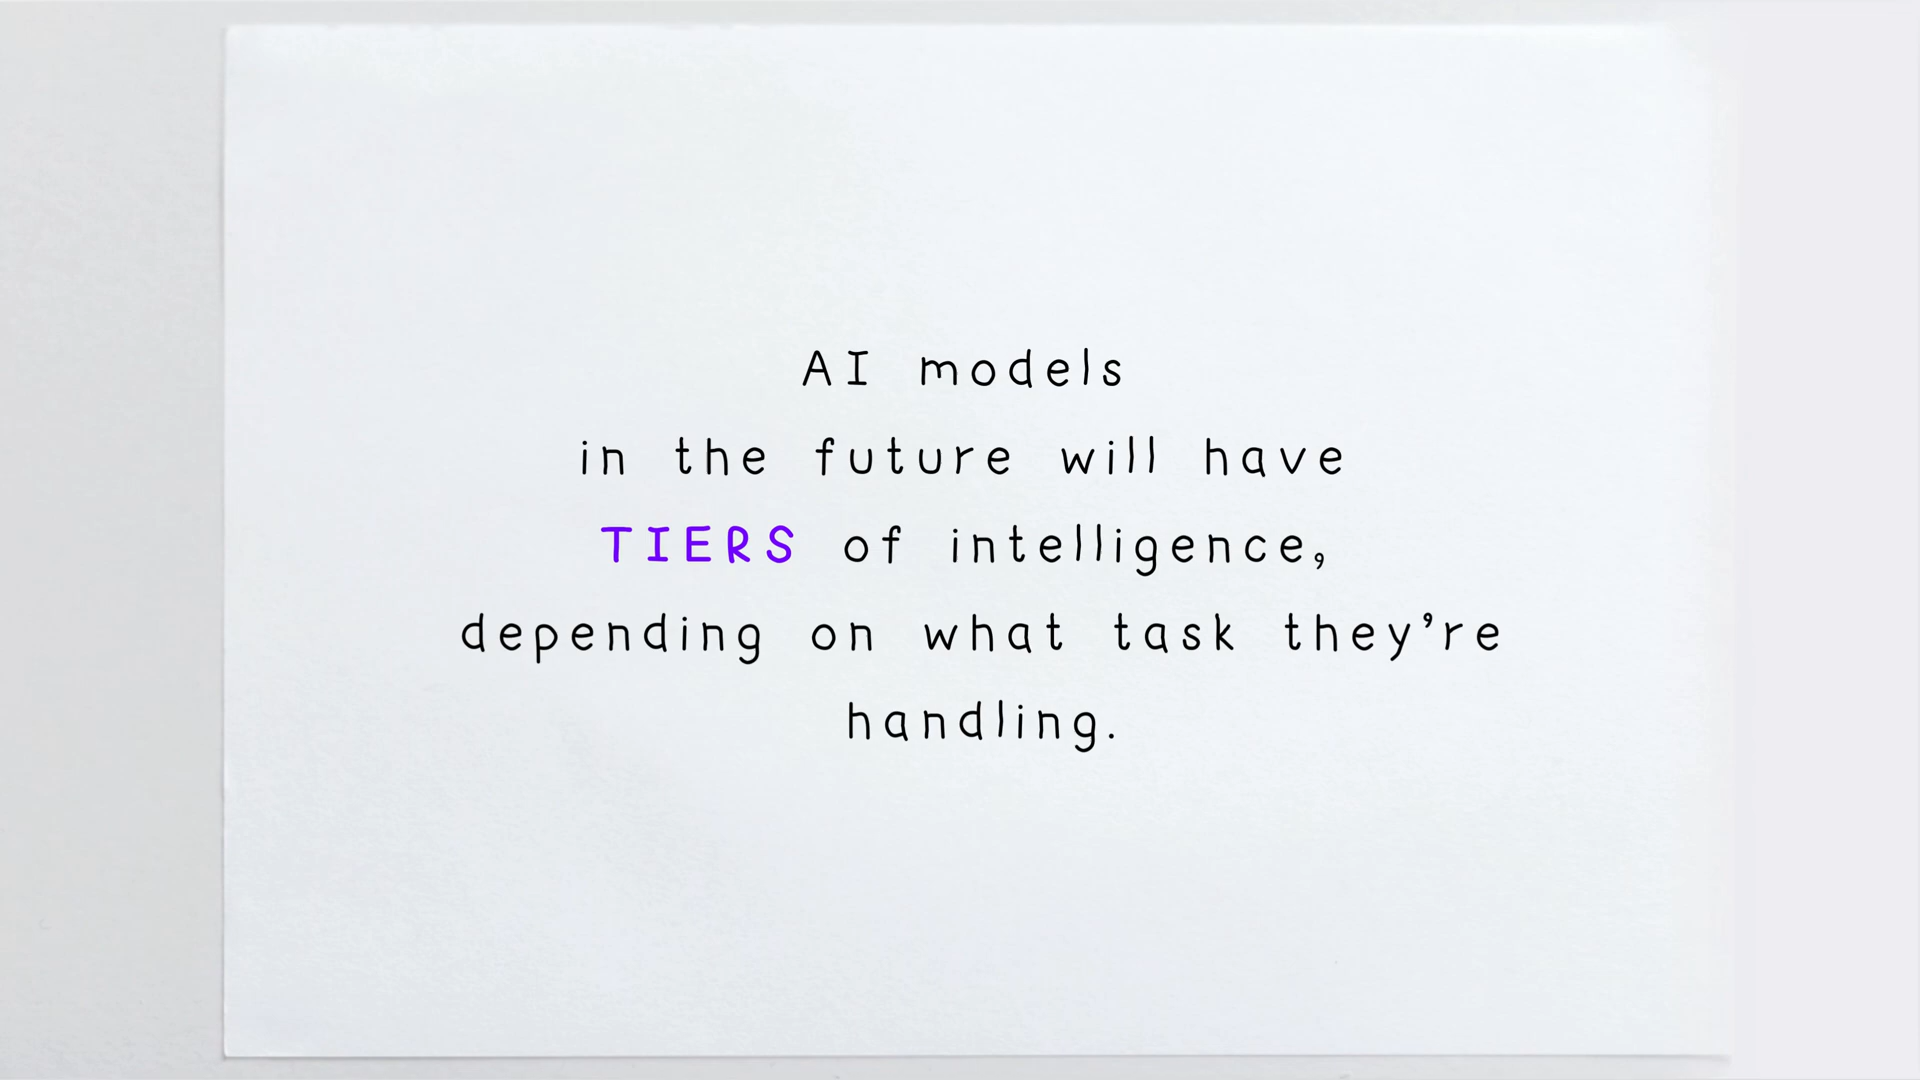 AI models
in the future will have
TIERS of intelligence,
depending on what task they’re
handling.